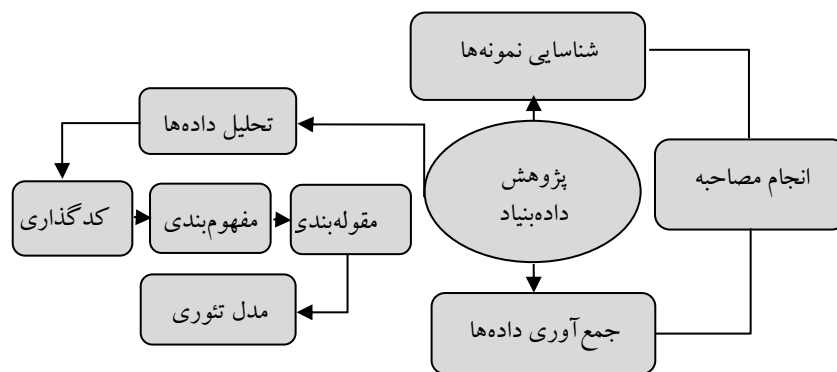 شناسایی نمونه‌ها
تحلیل داده‌ها
پژوهش
داده‌بنیاد
انجام مصاحبه
کدگذاری
مفهوم‌بندی
مقوله‌بندی
مدل تئوری
جمع‌آوری داده‌ها